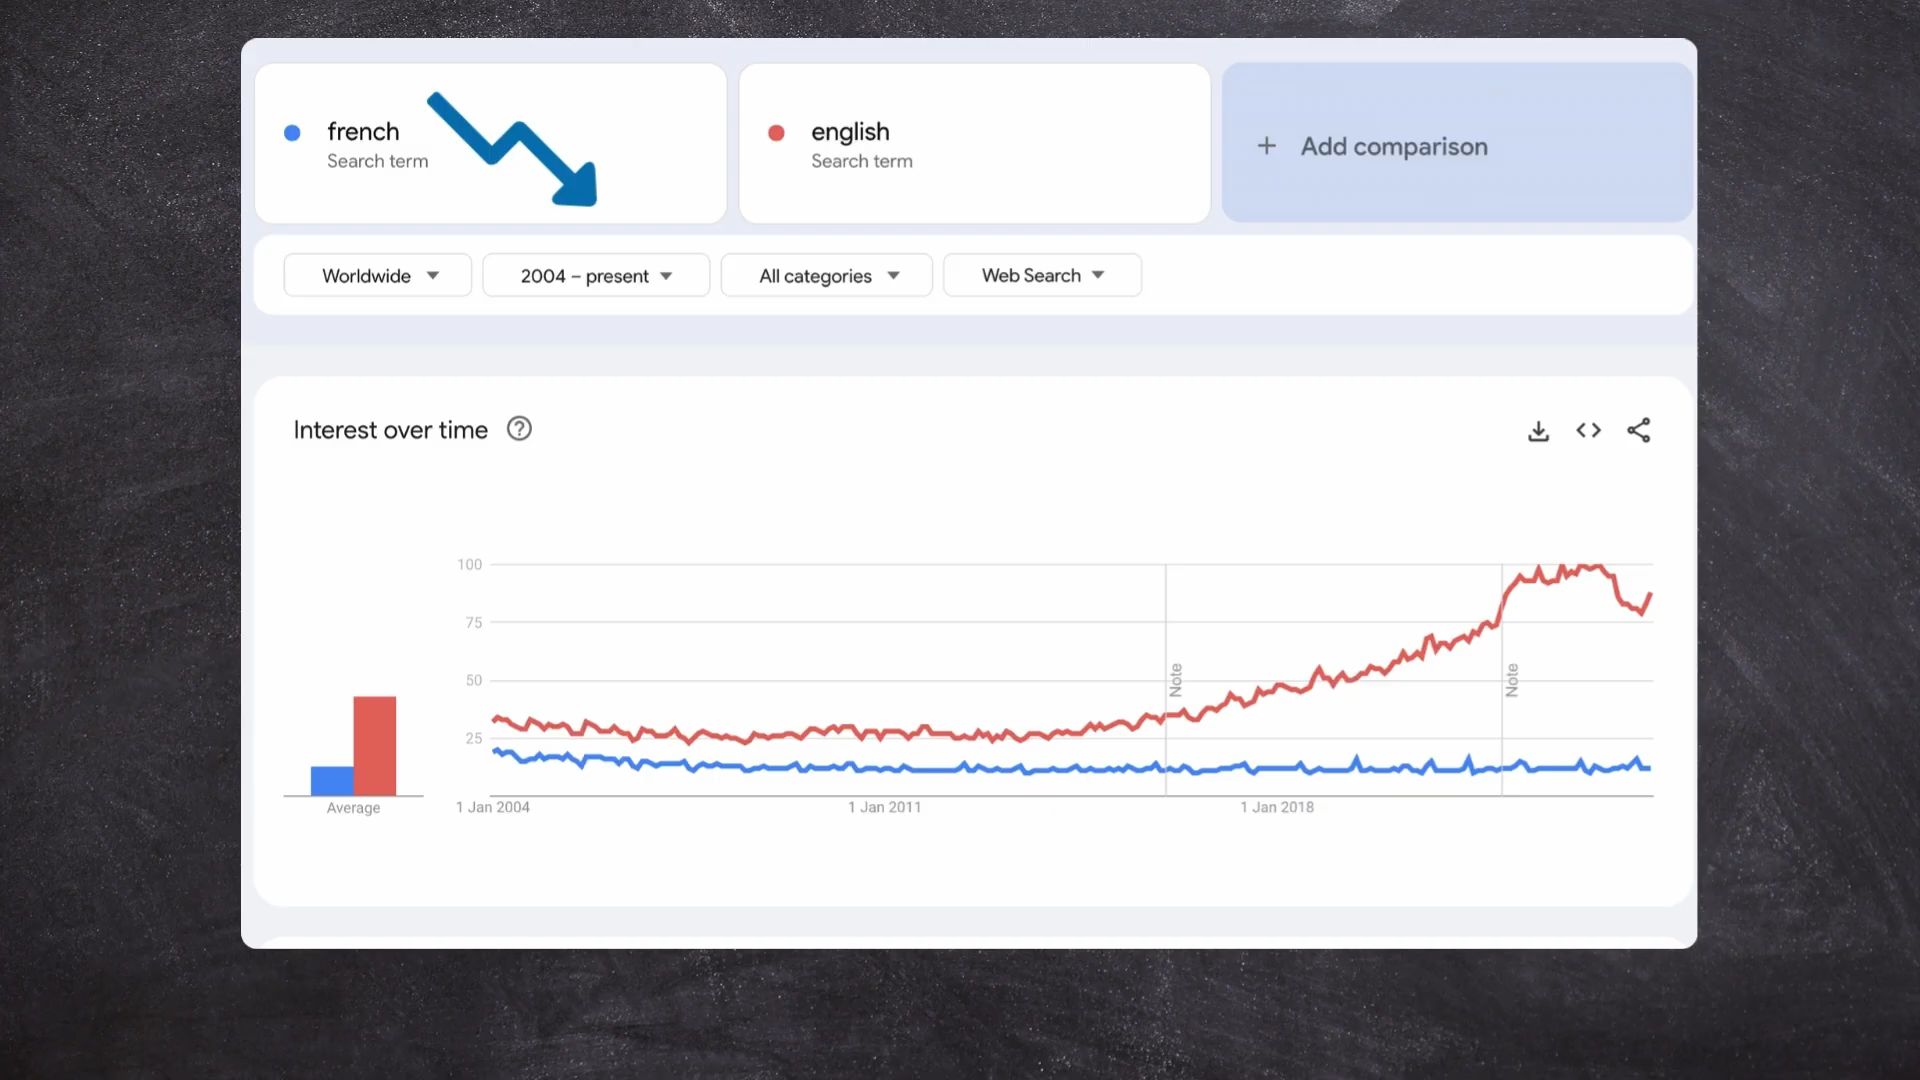 french
Search term
english
Search term
+ Add comparison
Worldwide
2004 – present
All categories
Web Search
Interest over time ?
100
75
50
25
Note
Note
Average
1 Jan 2004
1 Jan 2011
1 Jan 2018